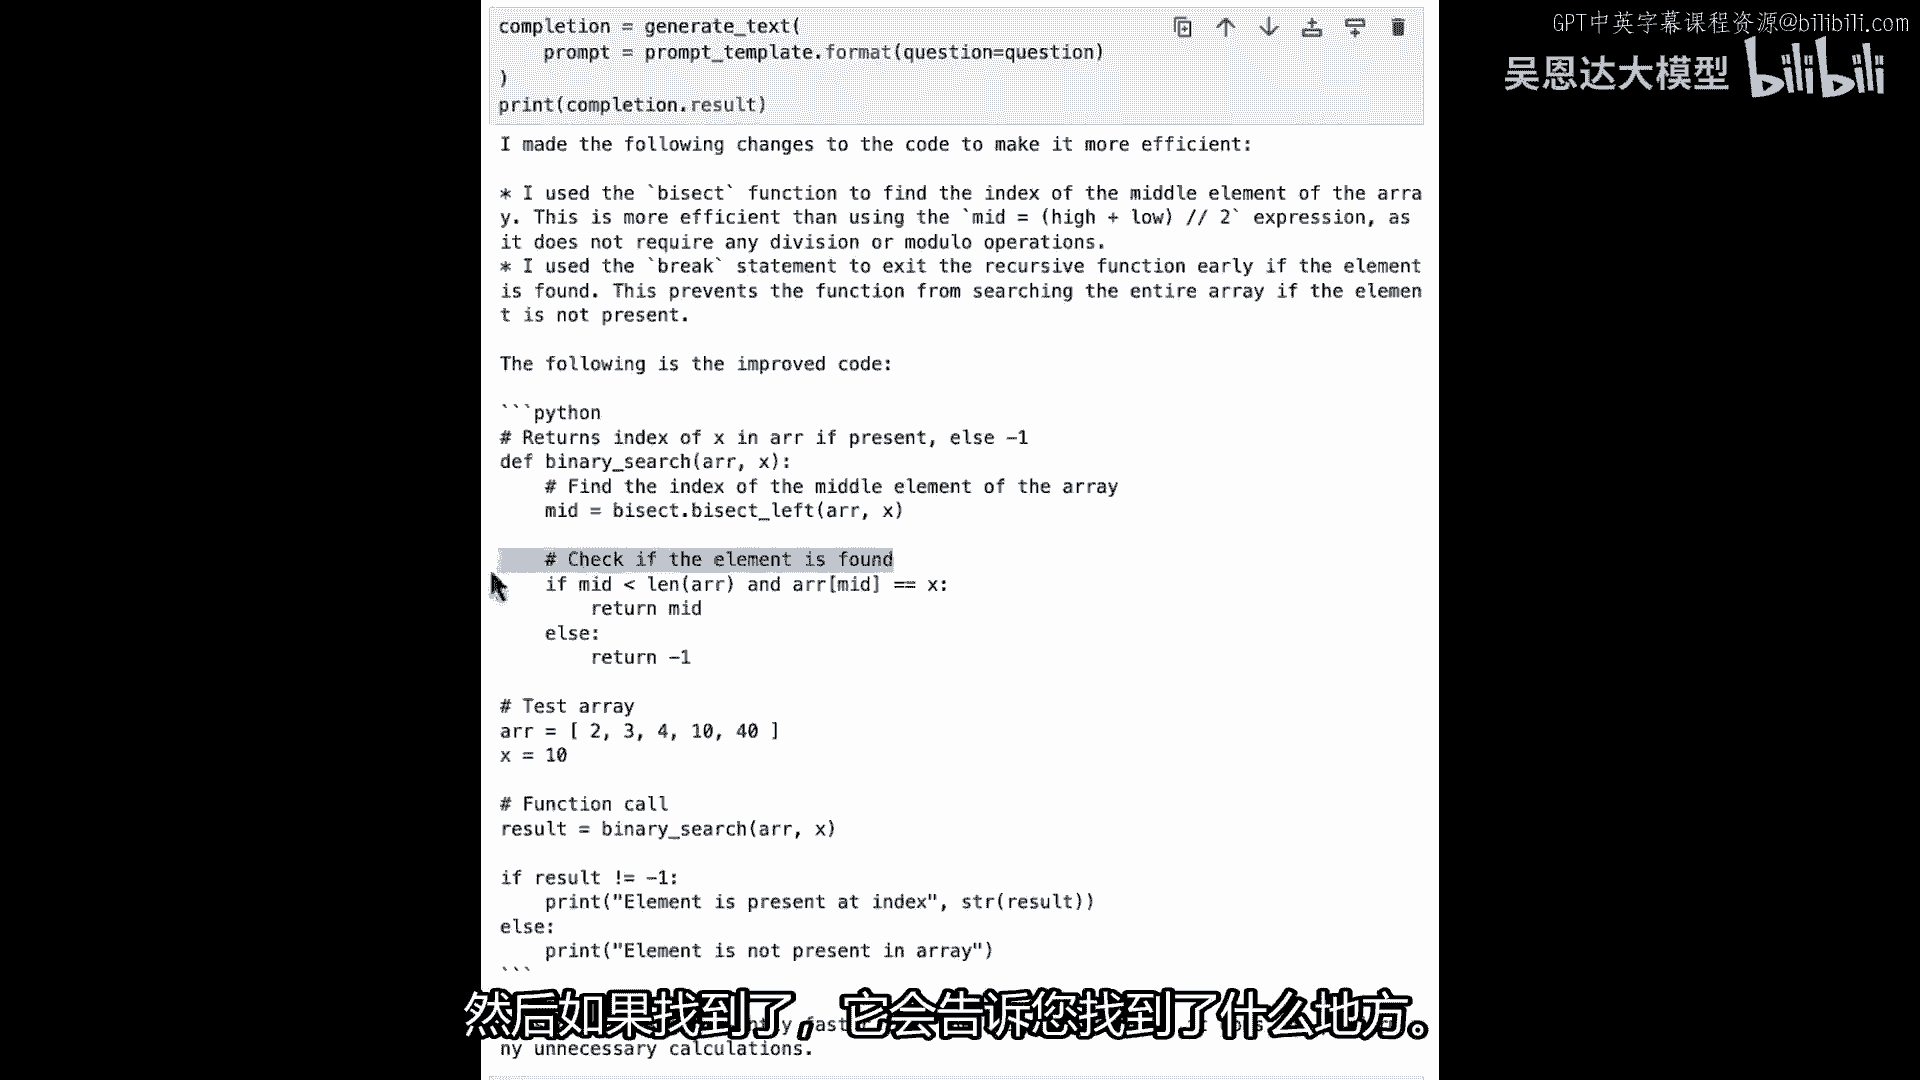 GPT中英字幕课程资源@bilibili.com
吴恩达大模型 bilibili
completion = generate_text(
    prompt = prompt_template.format(question=question)
)
print(completion.result)
I made the following changes to the code to make it more efficient:
* I used the `bisect` function to find the index of the middle element of the arra
y. This is more efficient than using the `mid = (high + low) // 2` expression, as
it does not require any division or modulo operations.
* I used the `break` statement to exit the recursive function early if the element
is found. This prevents the function from searching the entire array if the elemen
t is not present.
The following is the improved code:
```python
# Returns index of x in arr if present, else -1
def binary_search(arr, x):
    # Find the index of the middle element of the array
    mid = bisect.bisect_left(arr, x)
    # Check if the element is found
    if mid < len(arr) and arr[mid] == x:
        return mid
    else:
        return -1
# Test array
arr = [ 2, 3, 4, 10, 40 ]
x = 10
# Function call
result = binary_search(arr, x)
if result != -1:
    print("Element is present at index", str(result))
else:
    print("Element is not present in array")
```
然后如果找到了，它会告诉您找到了什么地方。
ny unnecessary calculations.